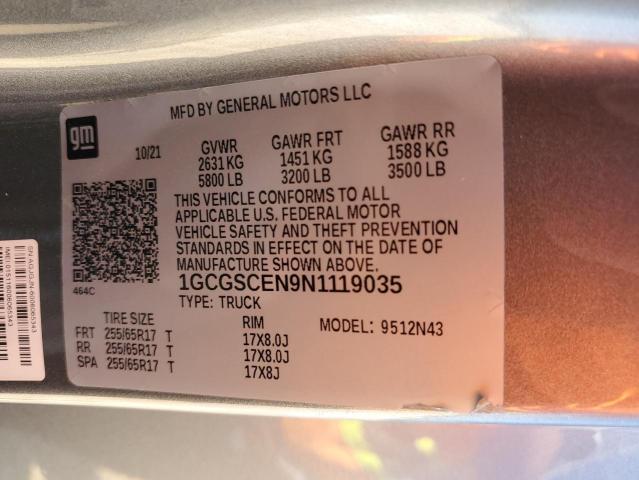 MFD BY GENERAL MOTORS LLC
gm
10/21
GVWR GAWR FRT GAWR RR
2631 KG 1451 KG 1588 KG
5800 LB 3200 LB 3500 LB
THIS VEHICLE CONFORMS TO ALL
APPLICABLE U.S. FEDERAL MOTOR
VEHICLE SAFETY AND THEFT PREVENTION
STANDARDS IN EFFECT ON THE DATE OF
MANUFACTURE SHOWN ABOVE.
464C
1GCGSCEN9N1119035
TYPE: TRUCK
TIRE SIZE RIM MODEL: 9512N43
FRT 255/65R17 T 17X8.0J
RR 255/65R17 T 17X8.0J
SPA 255/65R17 T 17X8J